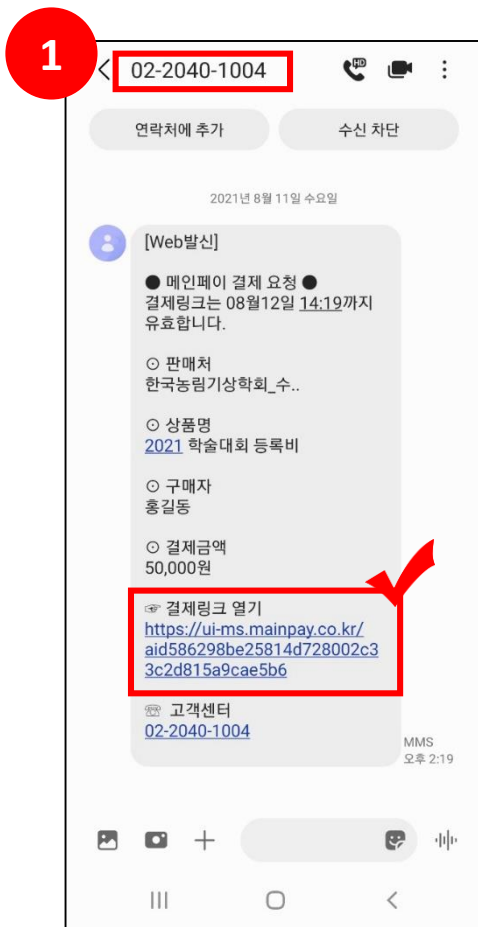 1
02-2040-1004
HD
연락처에 추가
수신 차단
2021년 8월 11일 수요일
[Web발신]
● 메인페이 결제 요청 ●
결제링크는 08월12일 14:19까지
유효합니다.
⊙ 판매처
한국농림기상학회_수..
⊙ 상품명
2021 학술대회 등록비
⊙ 구매자
홍길동
⊙ 결제금액
50,000원
☞ 결제링크 열기
https://ui-ms.mainpay.co.kr/
aid586298be25814d728002c3
3c2d815a9cae5b6
☏ 고객센터
02-2040-1004
MMS
오후 2:19